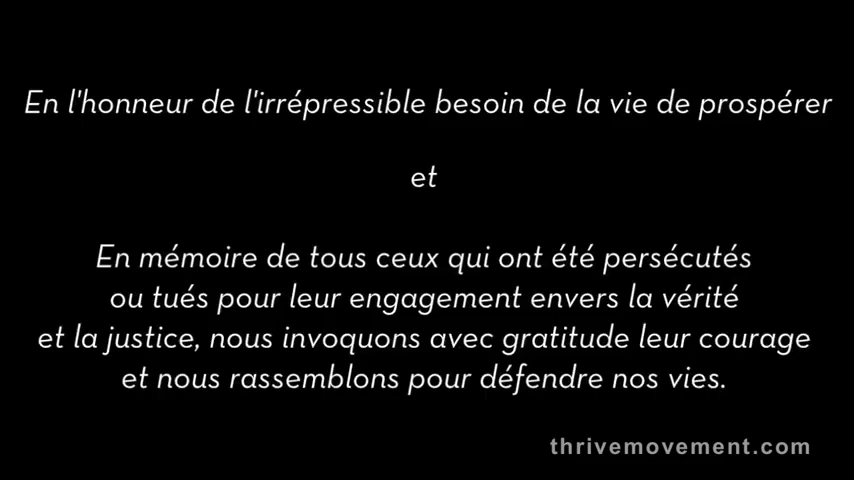 En l'honneur de l'irrépressible besoin de la vie de prospérer
et
En mémoire de tous ceux qui ont été persécutés
ou tués pour leur engagement envers la vérité
et la justice, nous invoquons avec gratitude leur courage
et nous rassemblons pour défendre nos vies.
thrivemovement.com